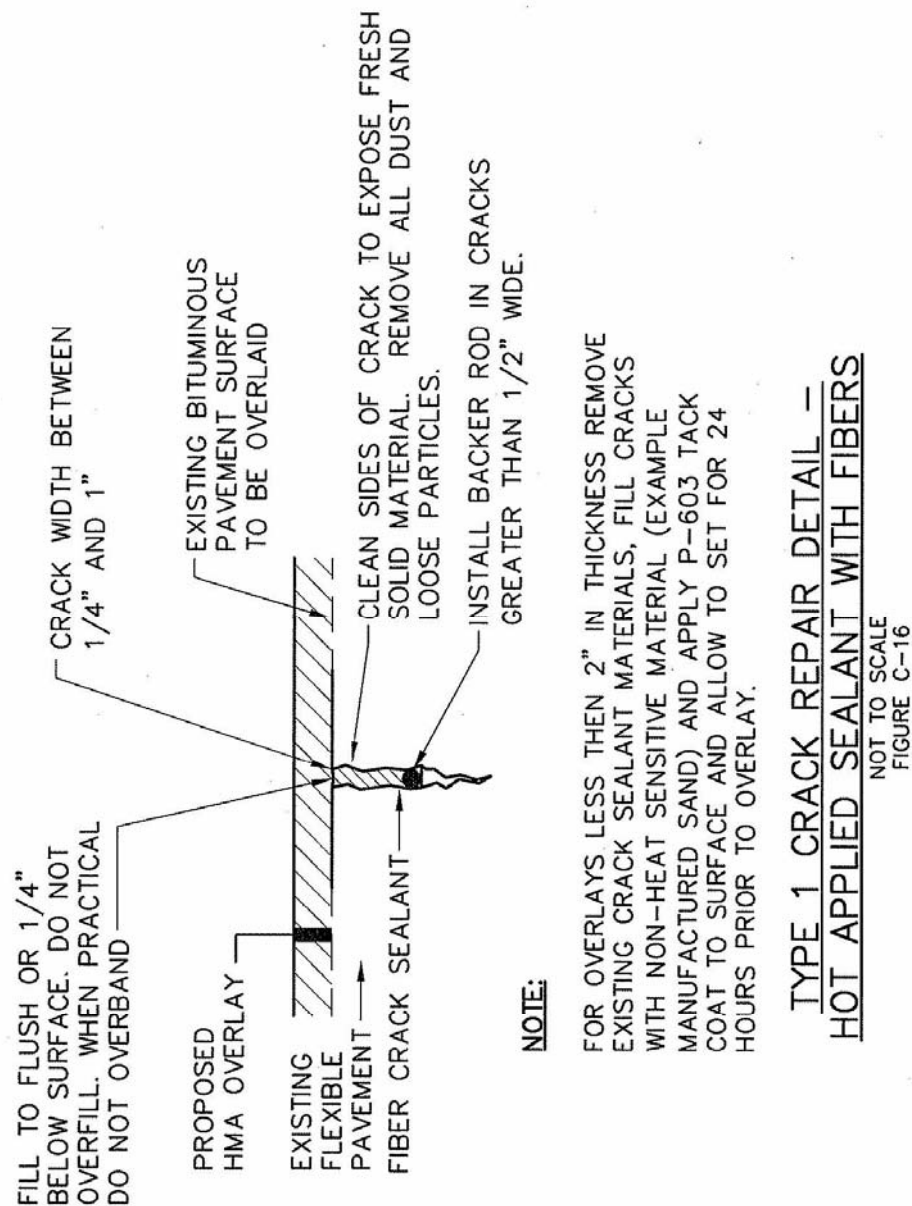 FILL TO FLUSH OR 1/4"
BELOW SURFACE. DO NOT
OVERFILL. WHEN PRACTICAL
DO NOT OVERBAND
CRACK WIDTH BETWEEN
1/4" AND 1"
PROPOSED
HMA OVERLAY
EXISTING BITUMINOUS
PAVEMENT SURFACE
TO BE OVERLAID
EXISTING
FLEXIBLE
PAVEMENT
FIBER CRACK SEALANT
CLEAN SIDES OF CRACK TO EXPOSE FRESH
SOLID MATERIAL. REMOVE ALL DUST AND
LOOSE PARTICLES.
INSTALL BACKER ROD IN CRACKS
GREATER THAN 1/2" WIDE.
NOTE:
FOR OVERLAYS LESS THEN 2" IN THICKNESS REMOVE
EXISTING CRACK SEALANT MATERIALS, FILL CRACKS
WITH NON-HEAT SENSITIVE MATERIAL (EXAMPLE
MANUFACTURED SAND) AND APPLY P-603 TACK
COAT TO SURFACE AND ALLOW TO SET FOR 24
HOURS PRIOR TO OVERLAY.
TYPE 1 CRACK REPAIR DETAIL –
HOT APPLIED SEALANT WITH FIBERS
NOT TO SCALE
FIGURE C-16